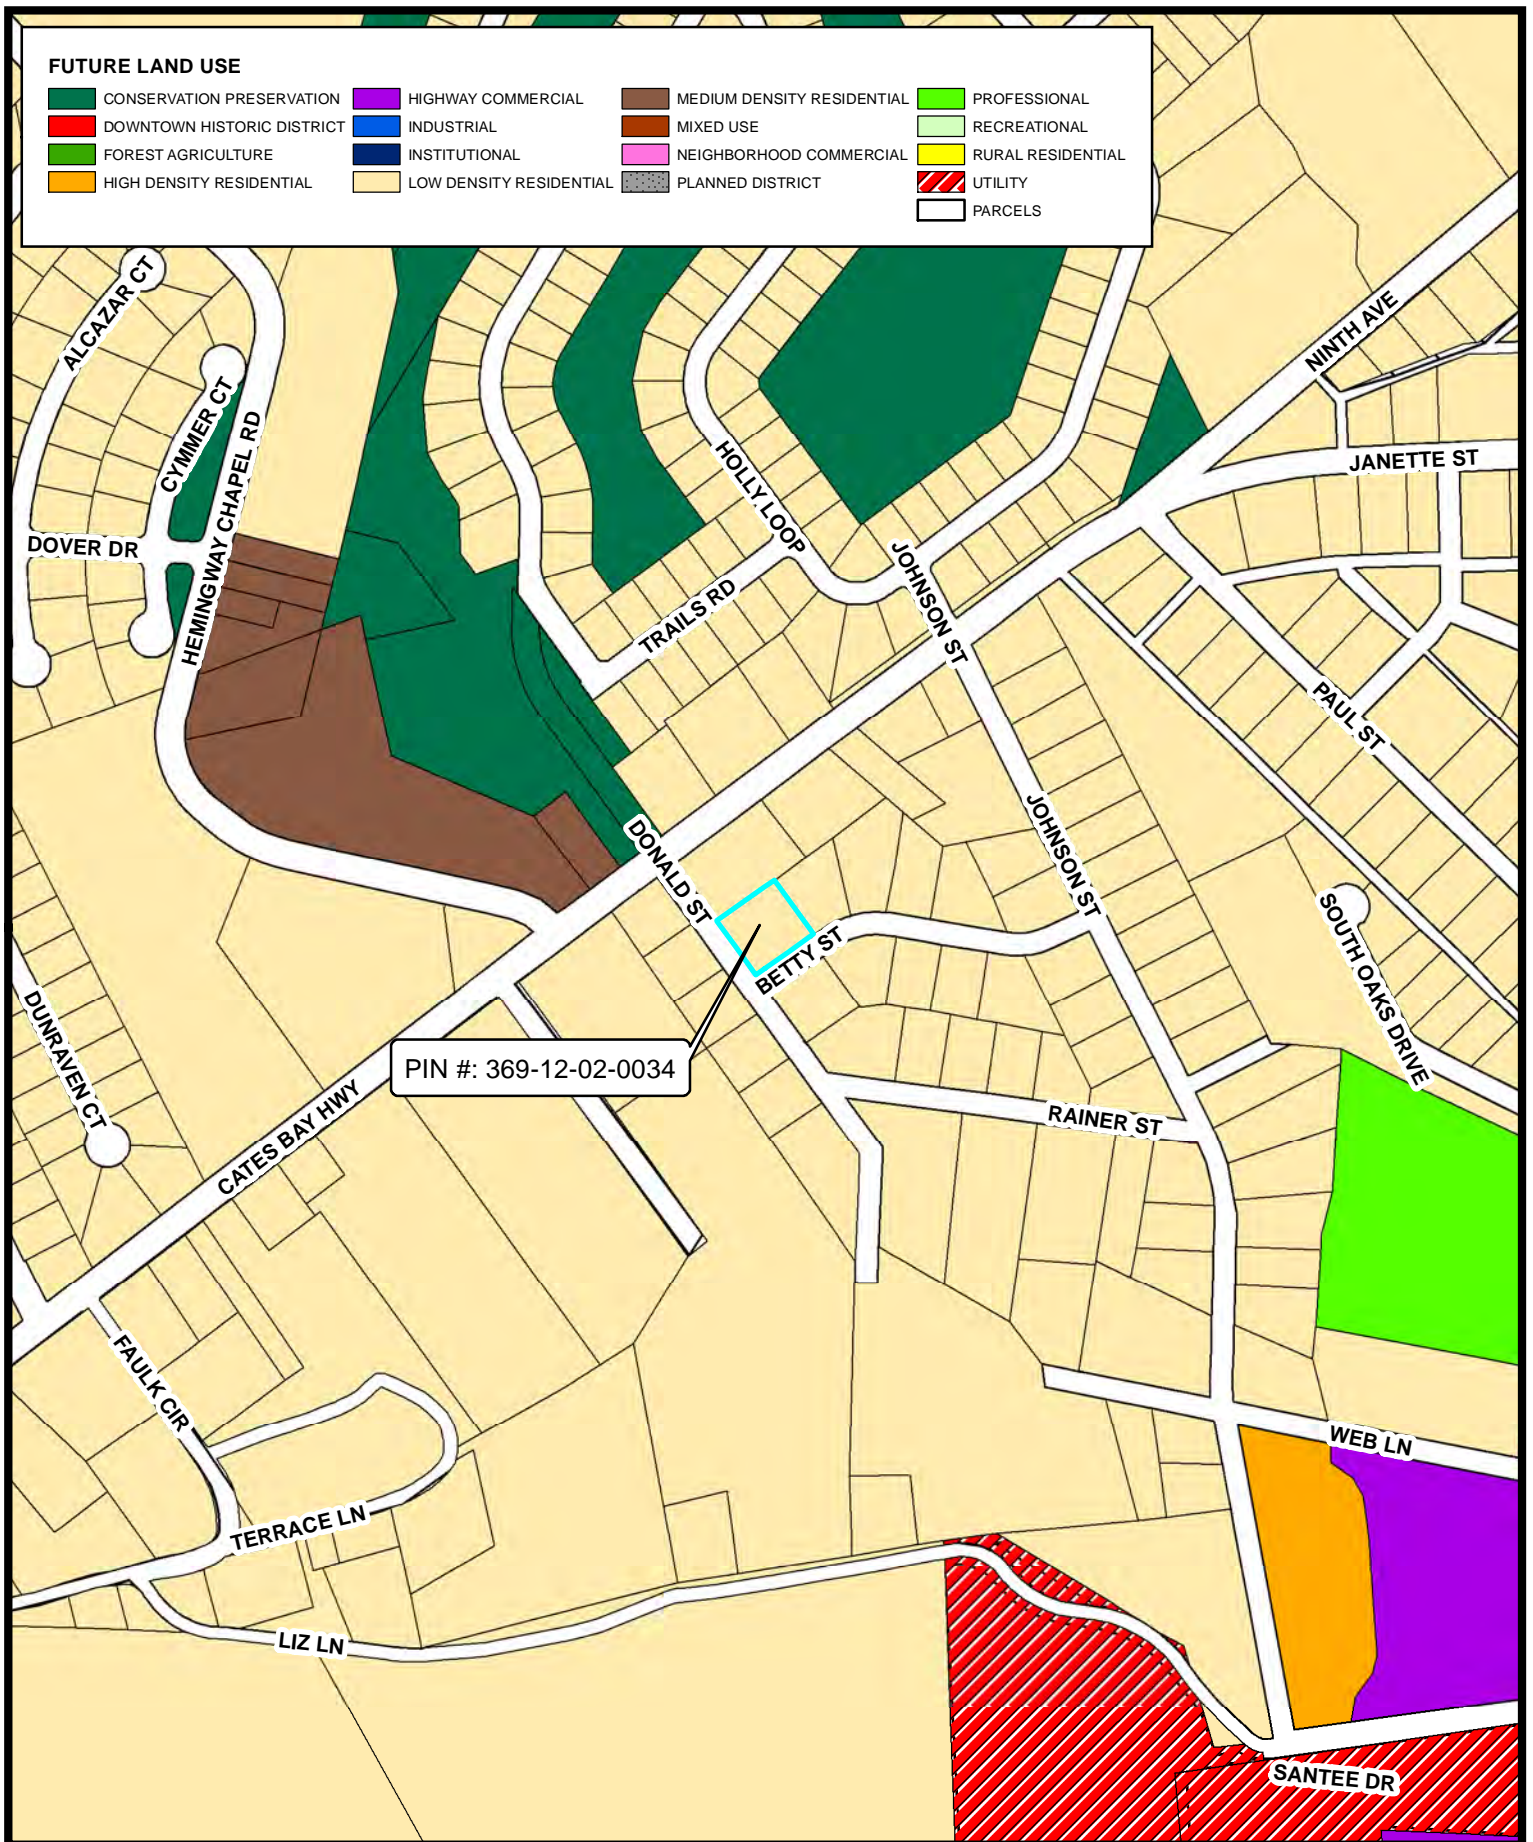 FUTURE LAND USE
CONSERVATION PRESERVATION
DOWNTOWN HISTORIC DISTRICT
FOREST AGRICULTURE
HIGH DENSITY RESIDENTIAL
HIGHWAY COMMERCIAL
INDUSTRIAL
INSTITUTIONAL
LOW DENSITY RESIDENTIAL
MEDIUM DENSITY RESIDENTIAL
MIXED USE
NEIGHBORHOOD COMMERCIAL
PLANNED DISTRICT
PROFESSIONAL
RECREATIONAL
RURAL RESIDENTIAL
UTILITY
PARCELS
ALCAZAR CT
CYMMER CT
HEMINGWAY CHAPEL RD
DOVER DR
HOLLY LOOP
TRAILS RD
JOHNSON ST
NINTH AVE
JANETTE ST
PAUL ST
DONALD ST
JOHNSON ST
BETTY ST
SOUTH OAKS DRIVE
DUNRAVEN CT
PIN #: 369-12-02-0034
CATES BAY HWY
RAINER ST
FAULK CIR
WEB LN
TERRACE LN
LIZ LN
SANTEE DR